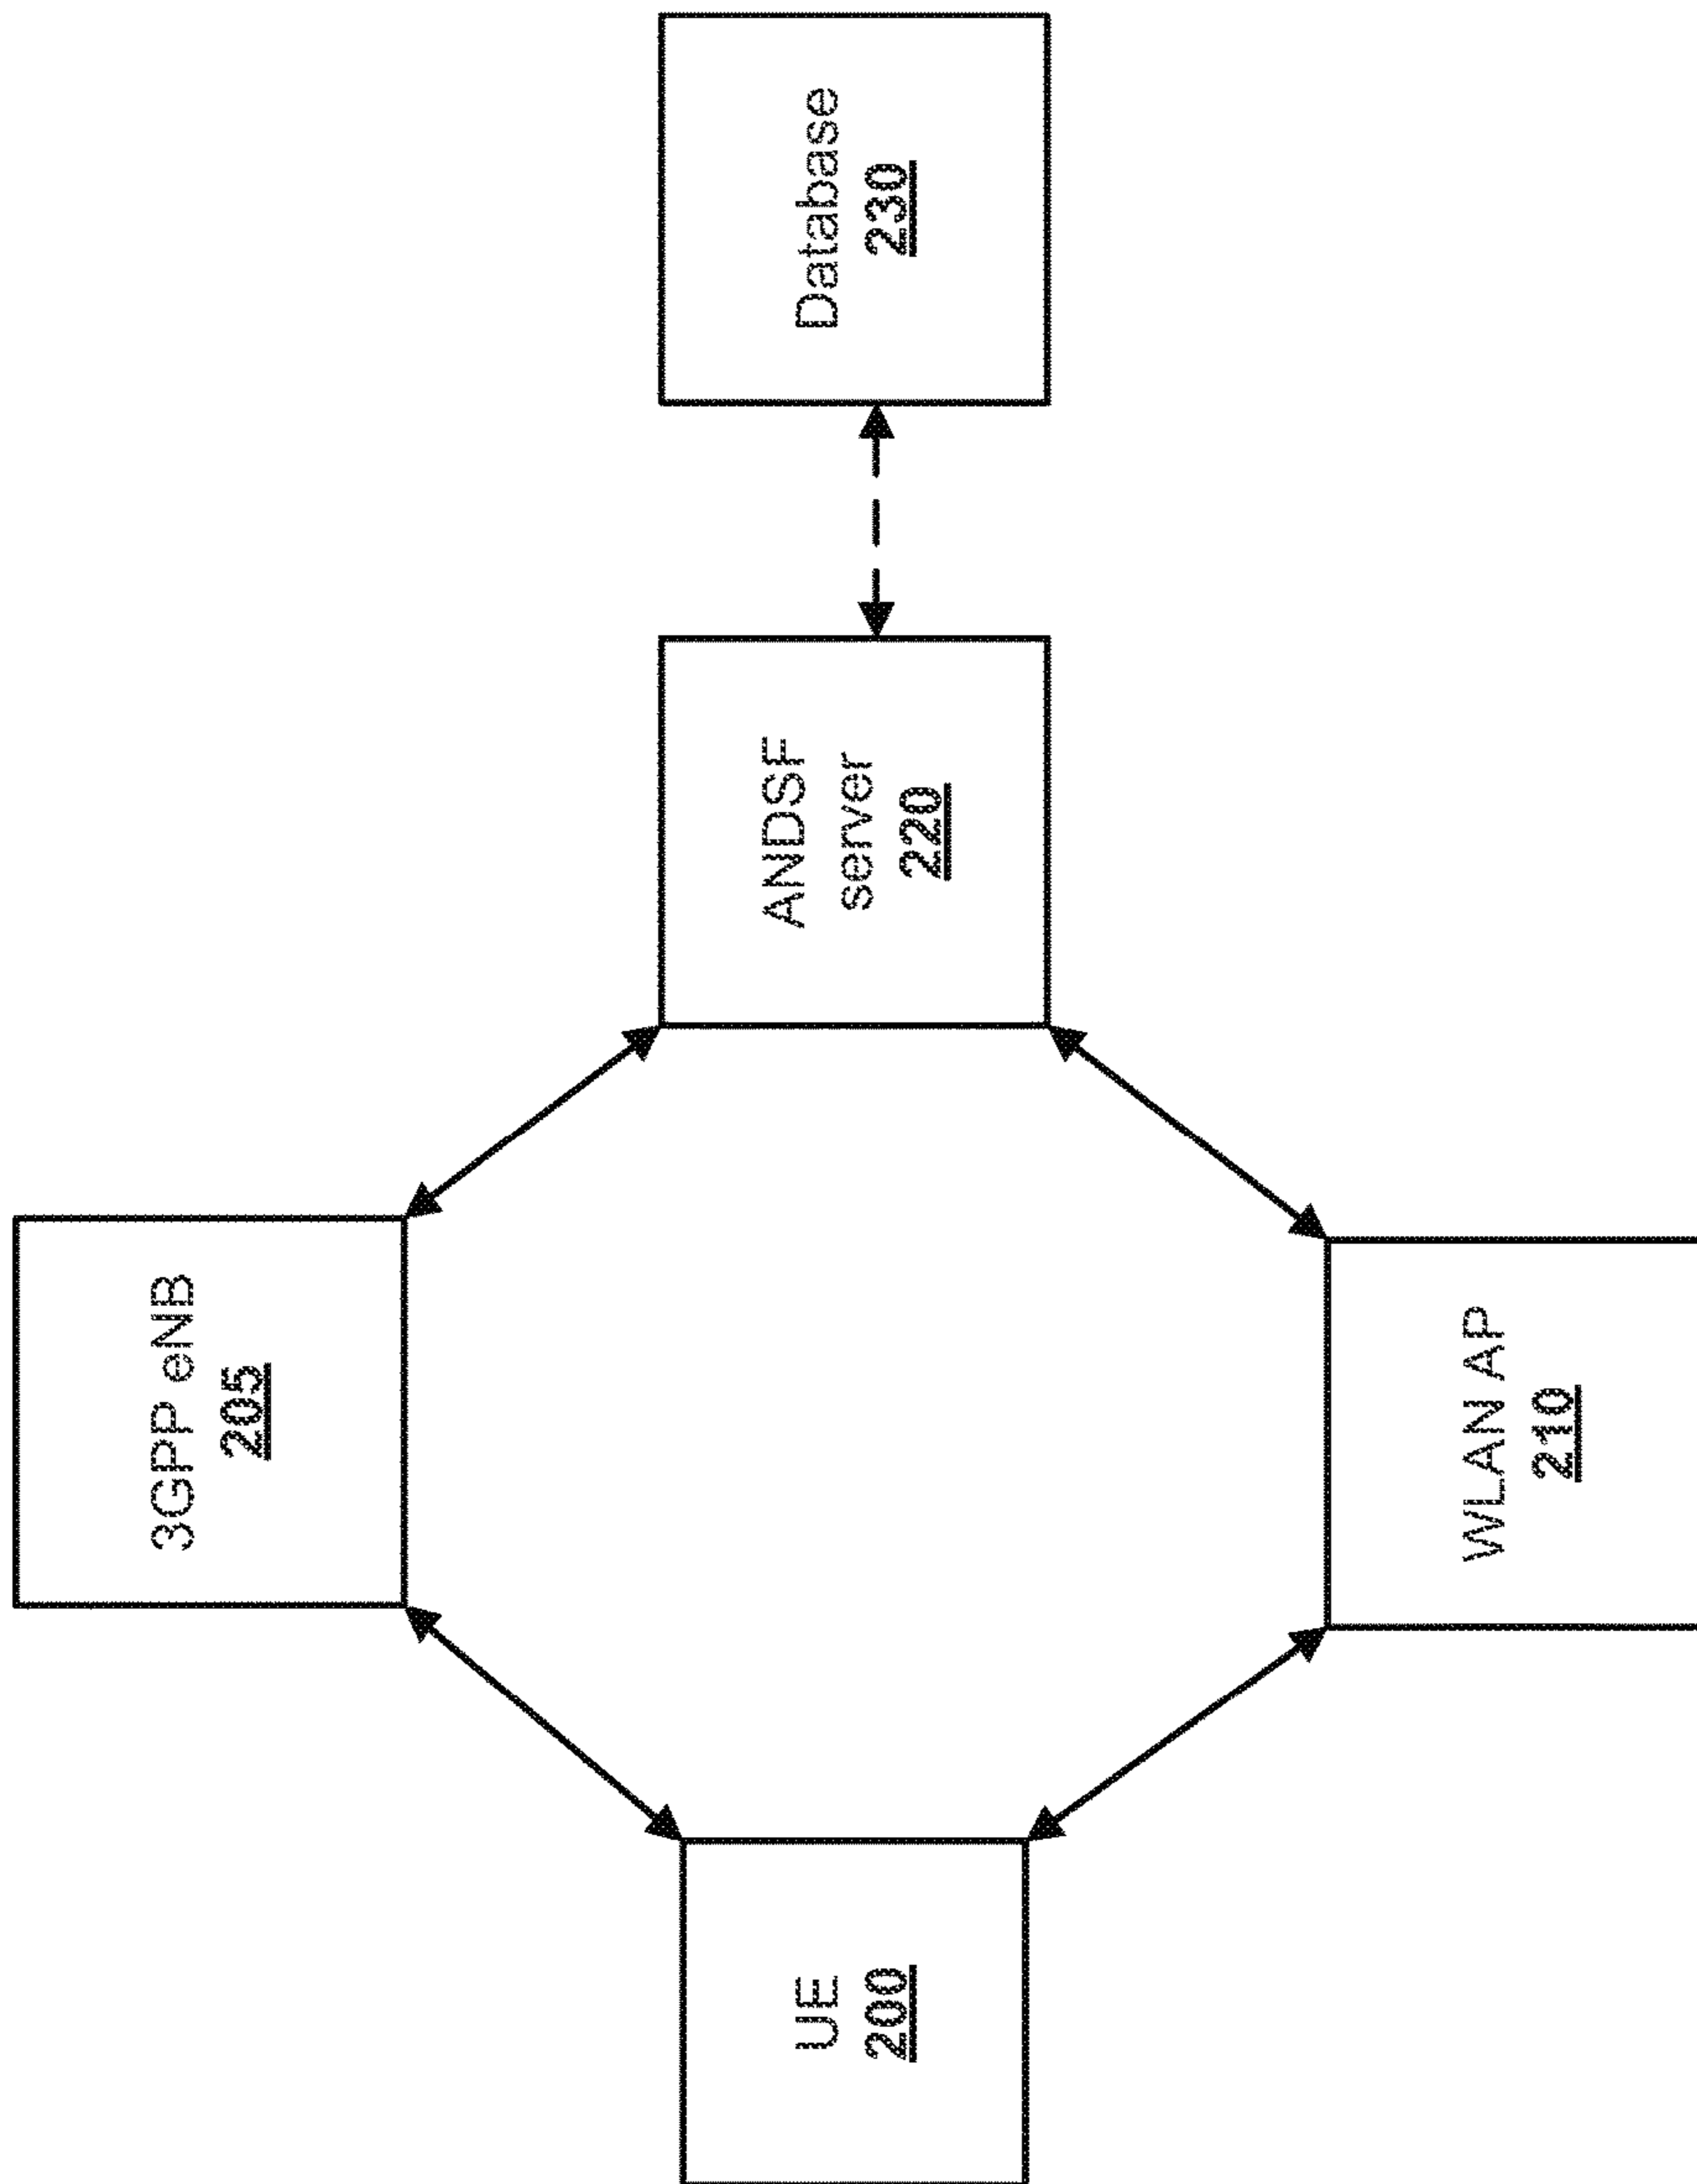 3GPP eNB
205
UE
200
ANDSF
server
220
Database
230
WLAN AP
210